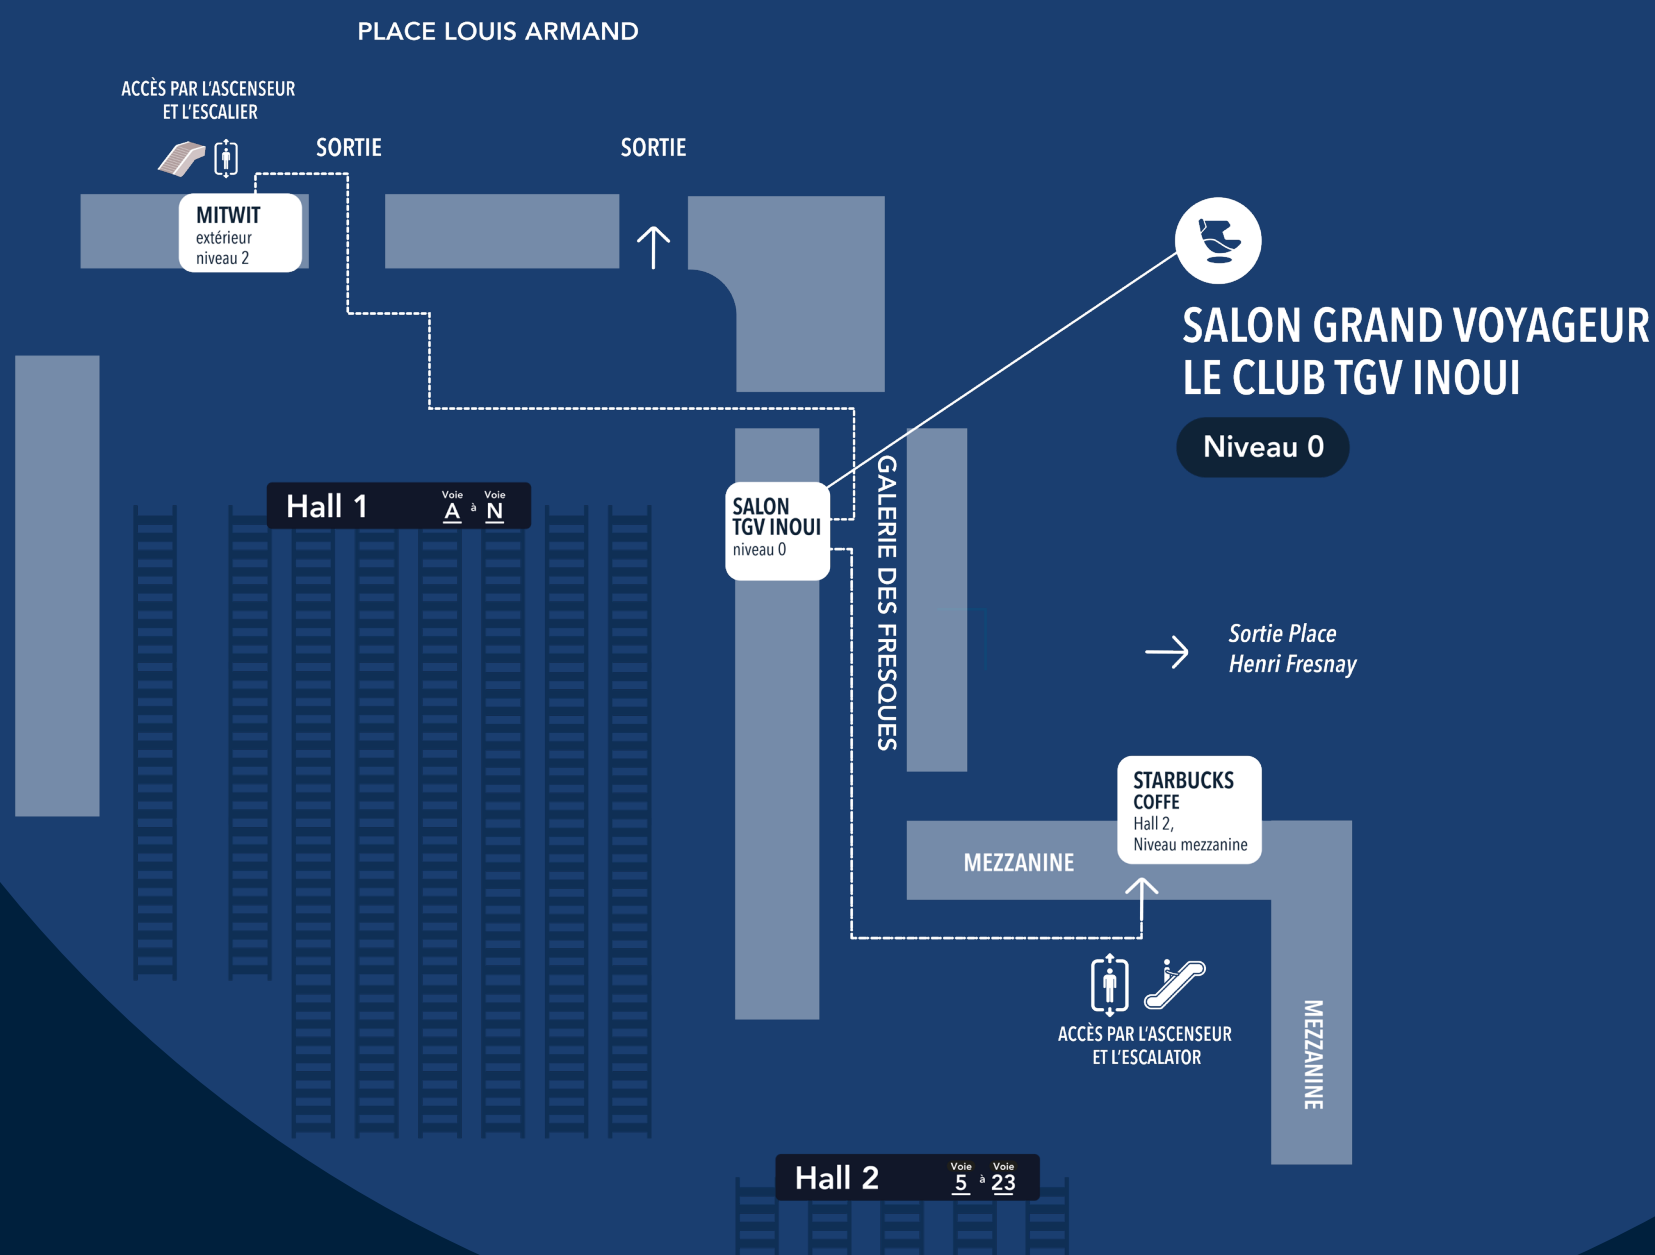 PLACE LOUIS ARMAND
ACCÈS PAR L'ASCENSEUR
ET L'ESCALIER
SORTIE
SORTIE
MITWIT
extérieur
niveau 2
SALON GRAND VOYAGEUR
LE CLUB TGV INOUI
Niveau 0
Hall 1
Voie A à Voie N
SALON
TGV INOUI
niveau 0
GALERIE DES FRESQUES
Sortie Place
Henri Fresnay
STARBUCKS
COFFE
Hall 2,
Niveau mezzanine
MEZZANINE
ACCÈS PAR L'ASCENSEUR
ET L'ESCALATOR
MEZZANINE
Hall 2
Voie 5 à Voie 23